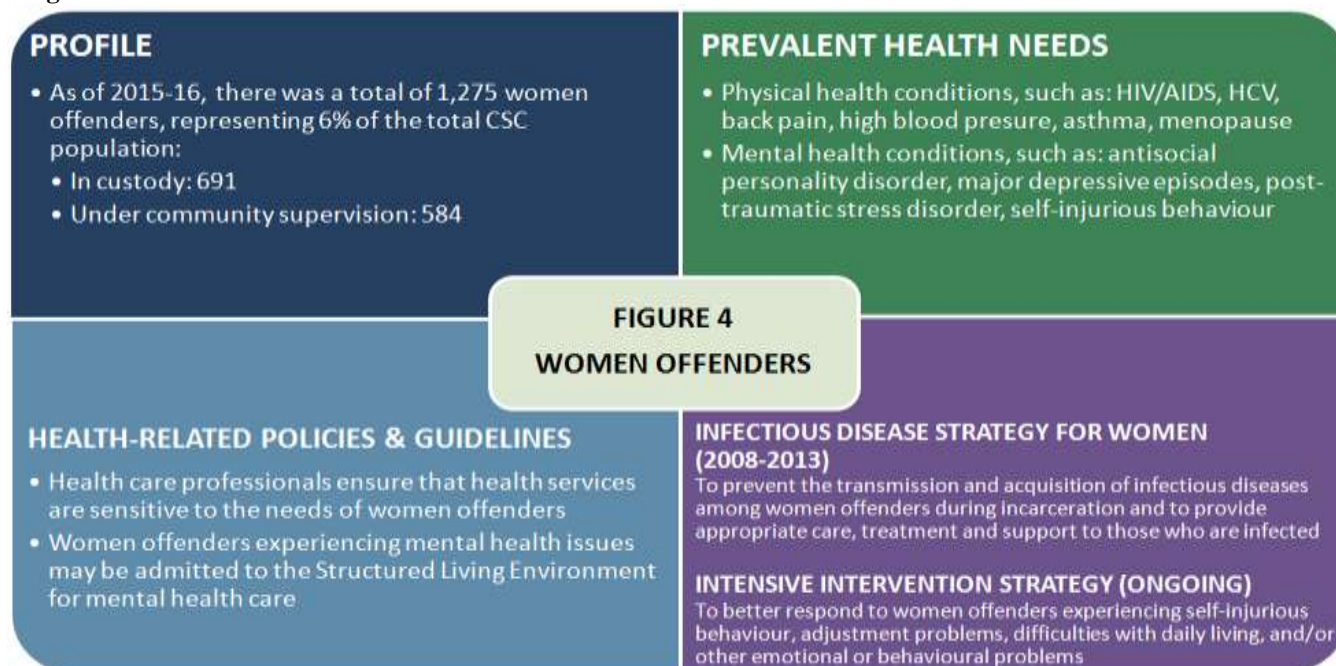 PROFILE
• As of 2015-16, there was a total of 1,275 women
offenders, representing 6% of the total CSC
population:
• In custody: 691
• Under community supervision: 584
PREVALENT HEALTH NEEDS
• Physical health conditions, such as: HIV/AIDS, HCV,
back pain, high blood presure, asthma, menopause
• Mental health conditions, such as: antisocial
personality disorder, major depressive episodes, post-
traumatic stress disorder, self-injurious behaviour
FIGURE 4
WOMEN OFFENDERS
HEALTH-RELATED POLICIES & GUIDELINES
• Health care professionals ensure that health services
are sensitive to the needs of women offenders
• Women offenders experiencing mental health issues
may be admitted to the Structured Living Environment
for mental health care
INFECTIOUS DISEASE STRATEGY FOR WOMEN
(2008-2013)
To prevent the transmission and acquisition of infectious diseases
among women offenders during incarceration and to provide
appropriate care, treatment and support to those who are infected
INTENSIVE INTERVENTION STRATEGY (ONGOING)
To better respond to women offenders experiencing self-injurious
behaviour, adjustment problems, difficulties with daily living, and/or
other emotional or behavioural problems